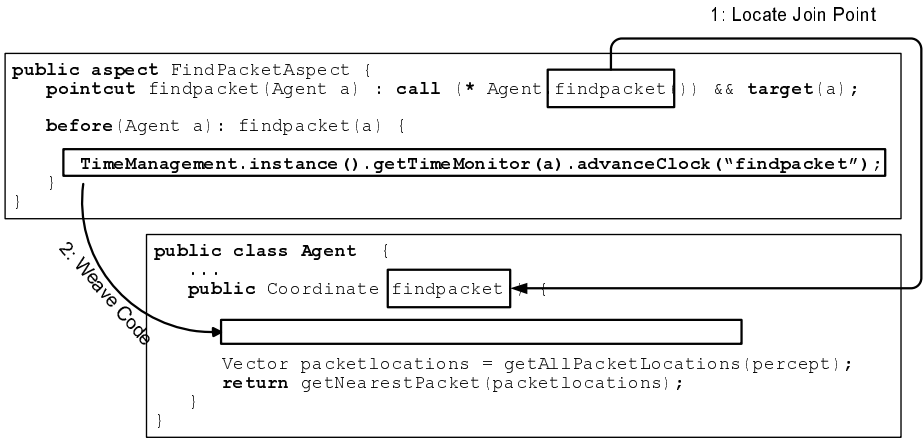 1: Locate Join Point
public aspect FindPacketAspect {
pointcut findpacket(Agent a) : call (* Agent findpacket()) && target(a);
before(Agent a): findpacket(a) {
TimeManagement.instance().getTimeMonitor(a).advanceClock(“findpacket”);
}
}
2: Weave Code
public class Agent {
...
public Coordinate findpacket ) {
Vector packetlocations = getAllPacketLocations(percept);
return getNearestPacket(packetlocations);
}
}